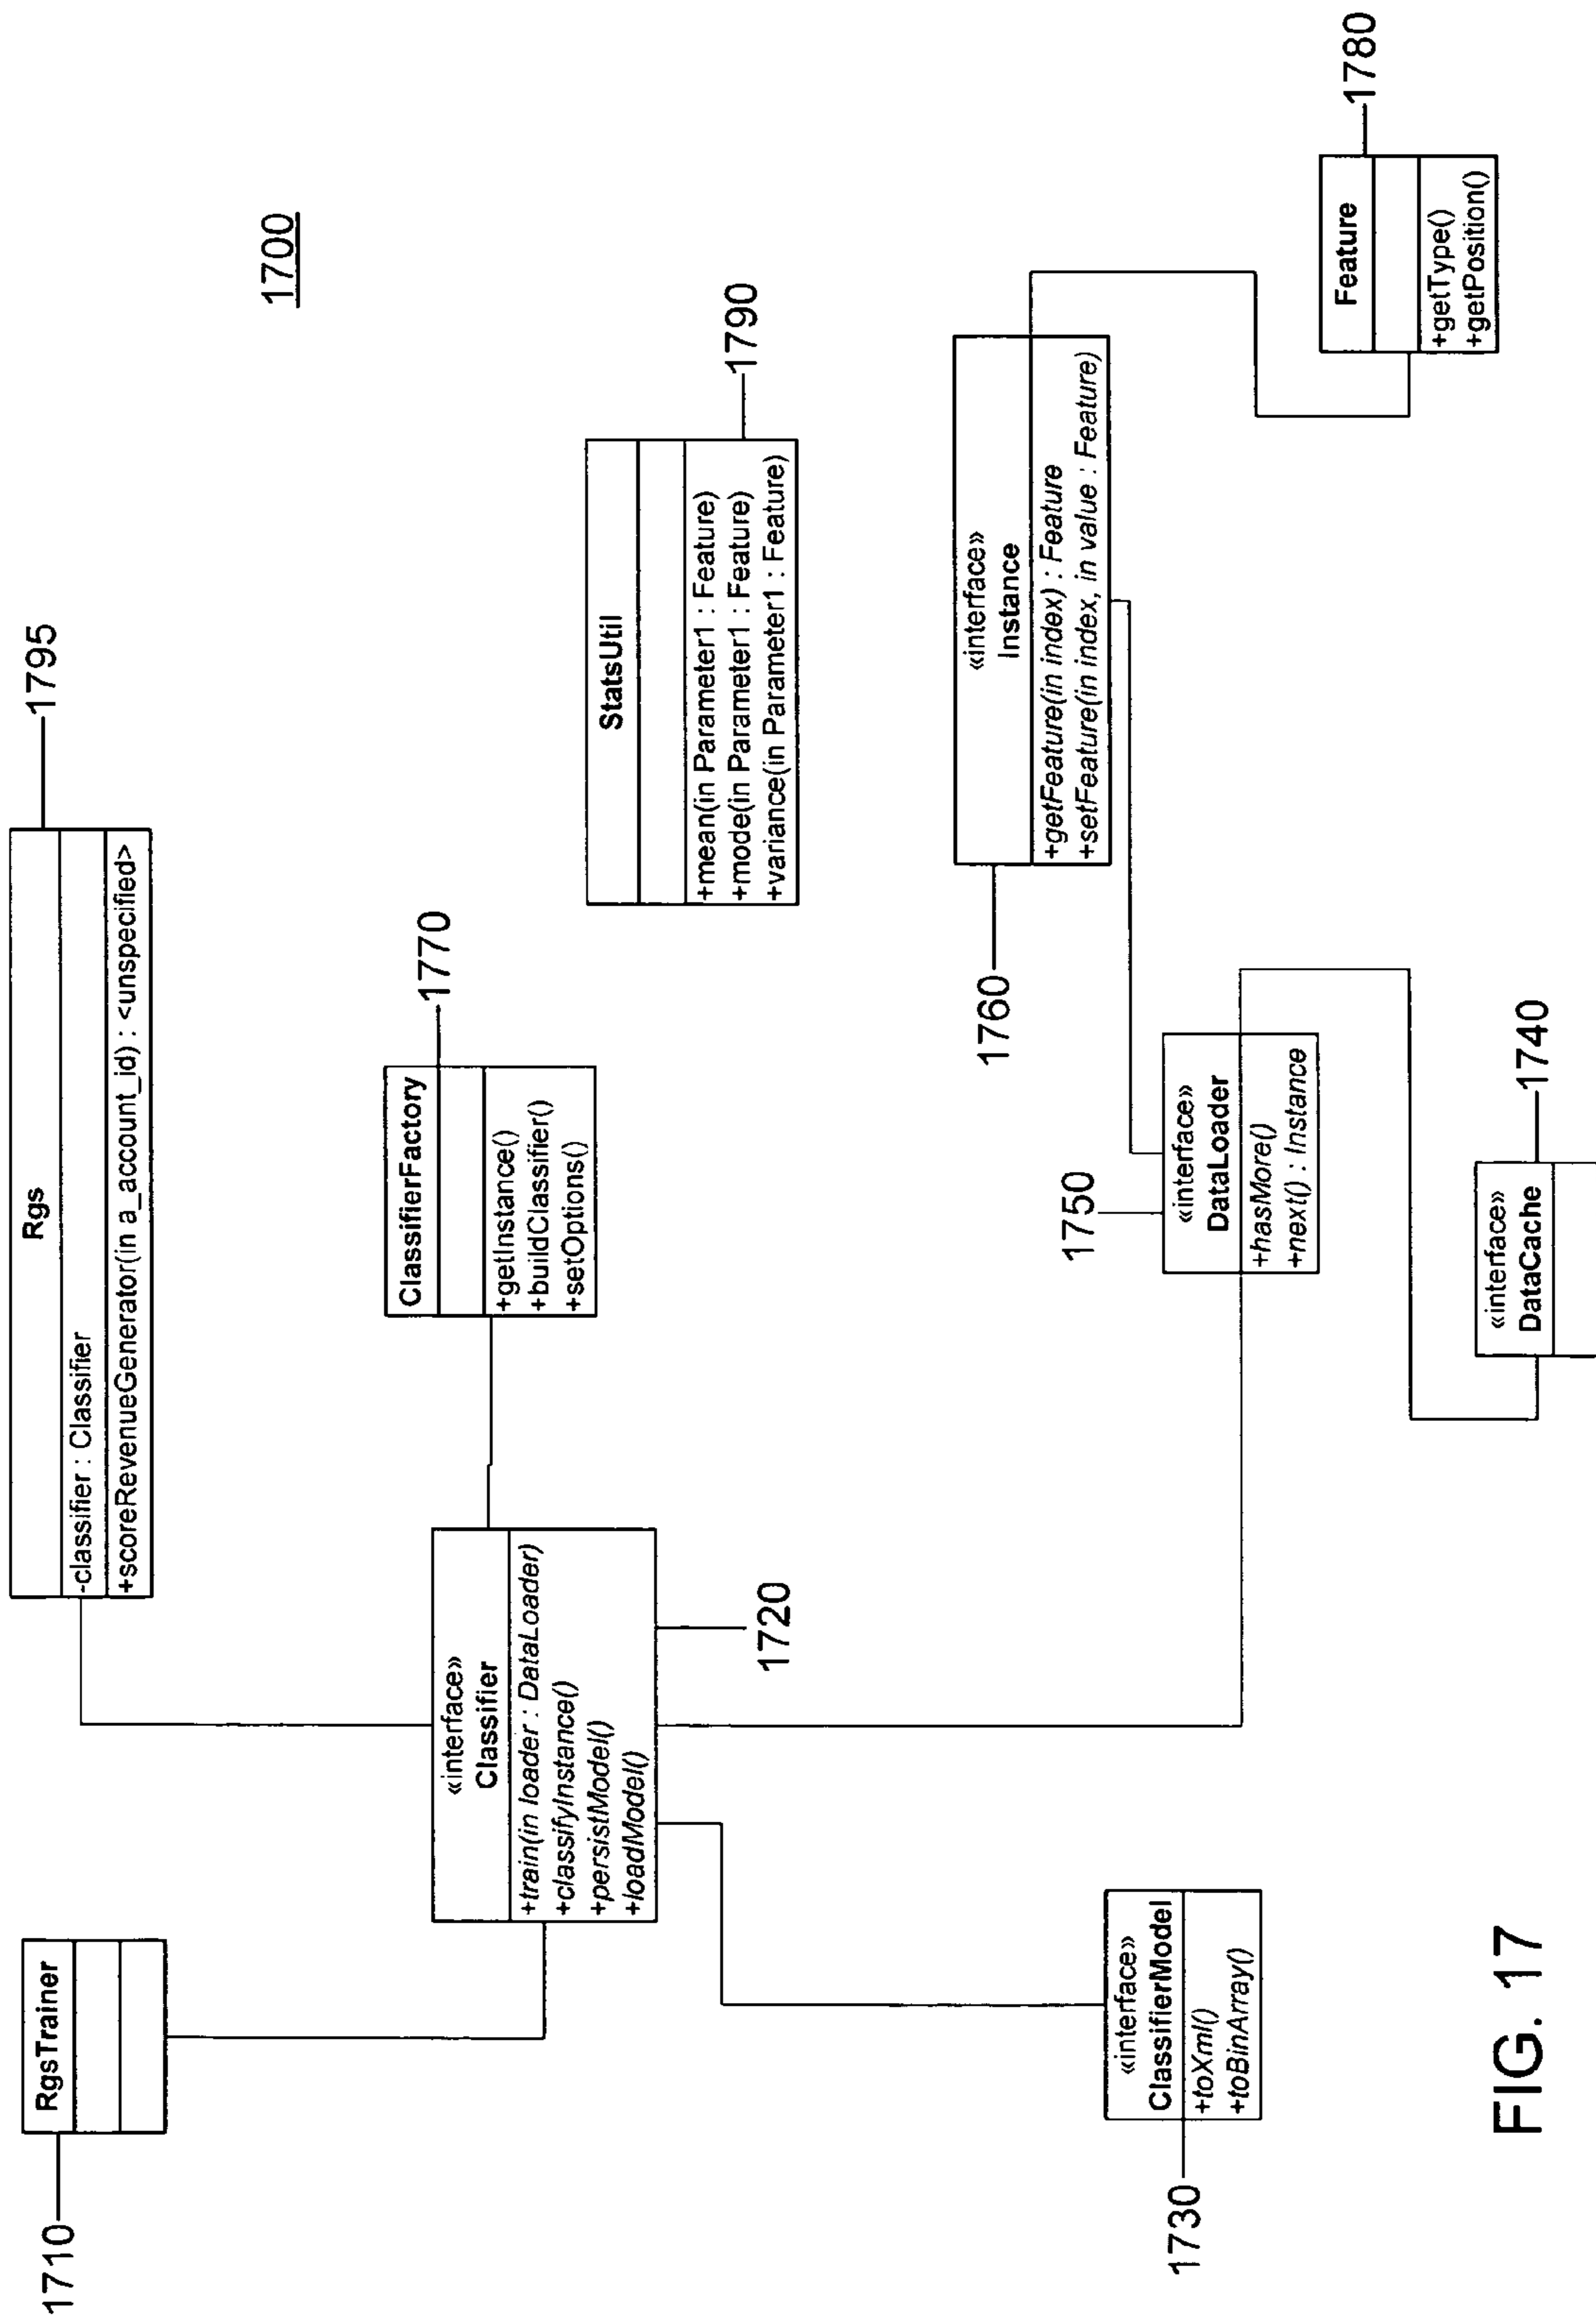 1700
1710
RgsTrainer
Rgs
-classifier : Classifier
+scoreRevenueGenerator(in a_account_id) : <unspecified>
1795
«interface»
Classifier
+train(in loader : DataLoader)
+classifyInstance()
+persistModel()
+loadModel()
1720
ClassifierFactory
+getInstance()
+buildClassifier()
+setOptions()
1770
StatsUtil
+mean(in Parameter1 : Feature)
+mode(in Parameter1 : Feature)
+variance(in Parameter1 : Feature)
1790
«interface»
Instance
+getFeature(in index) : Feature
+setFeature(in index, in value : Feature)
1760
1730
«interface»
ClassifierModel
+toXml()
+toBinArray()
1750
«interface»
DataLoader
+hasMore()
+next() : Instance
«interface»
DataCache
1740
Feature
+getType()
+getPosition()
1780
FIG. 17